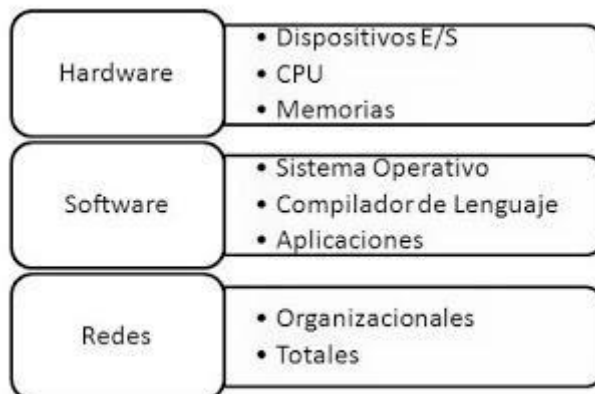 Hardware
• Dispositivos E/S
• CPU
• Memorias
Software
• Sistema Operativo
• Compilador de Lenguaje
• Aplicaciones
Redes
• Organizacionales
• Totales